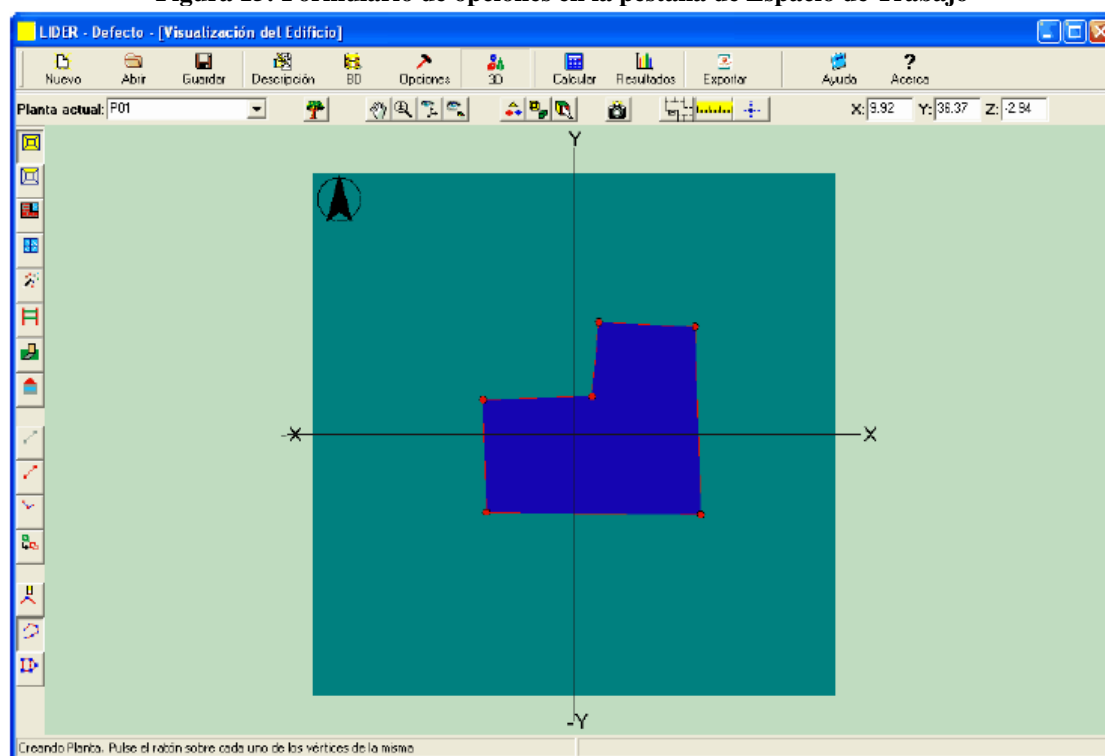 Figura 15. Formulario de opciones en la pestaña de Espacio de Trabajo
LIDER - Defecto - [Visualización del Edificio]
Nuevo Abrir Guardar Descripción BD Opciones 3D Calcular Resultados Exportar Ayuda Acerca
Planta actual: P01 X: 9.92 Y: 36.37 Z: -2.94
Y
-X X
-Y
Creando Planta. Pulse el ratón sobre cada uno de los vértices de la misma